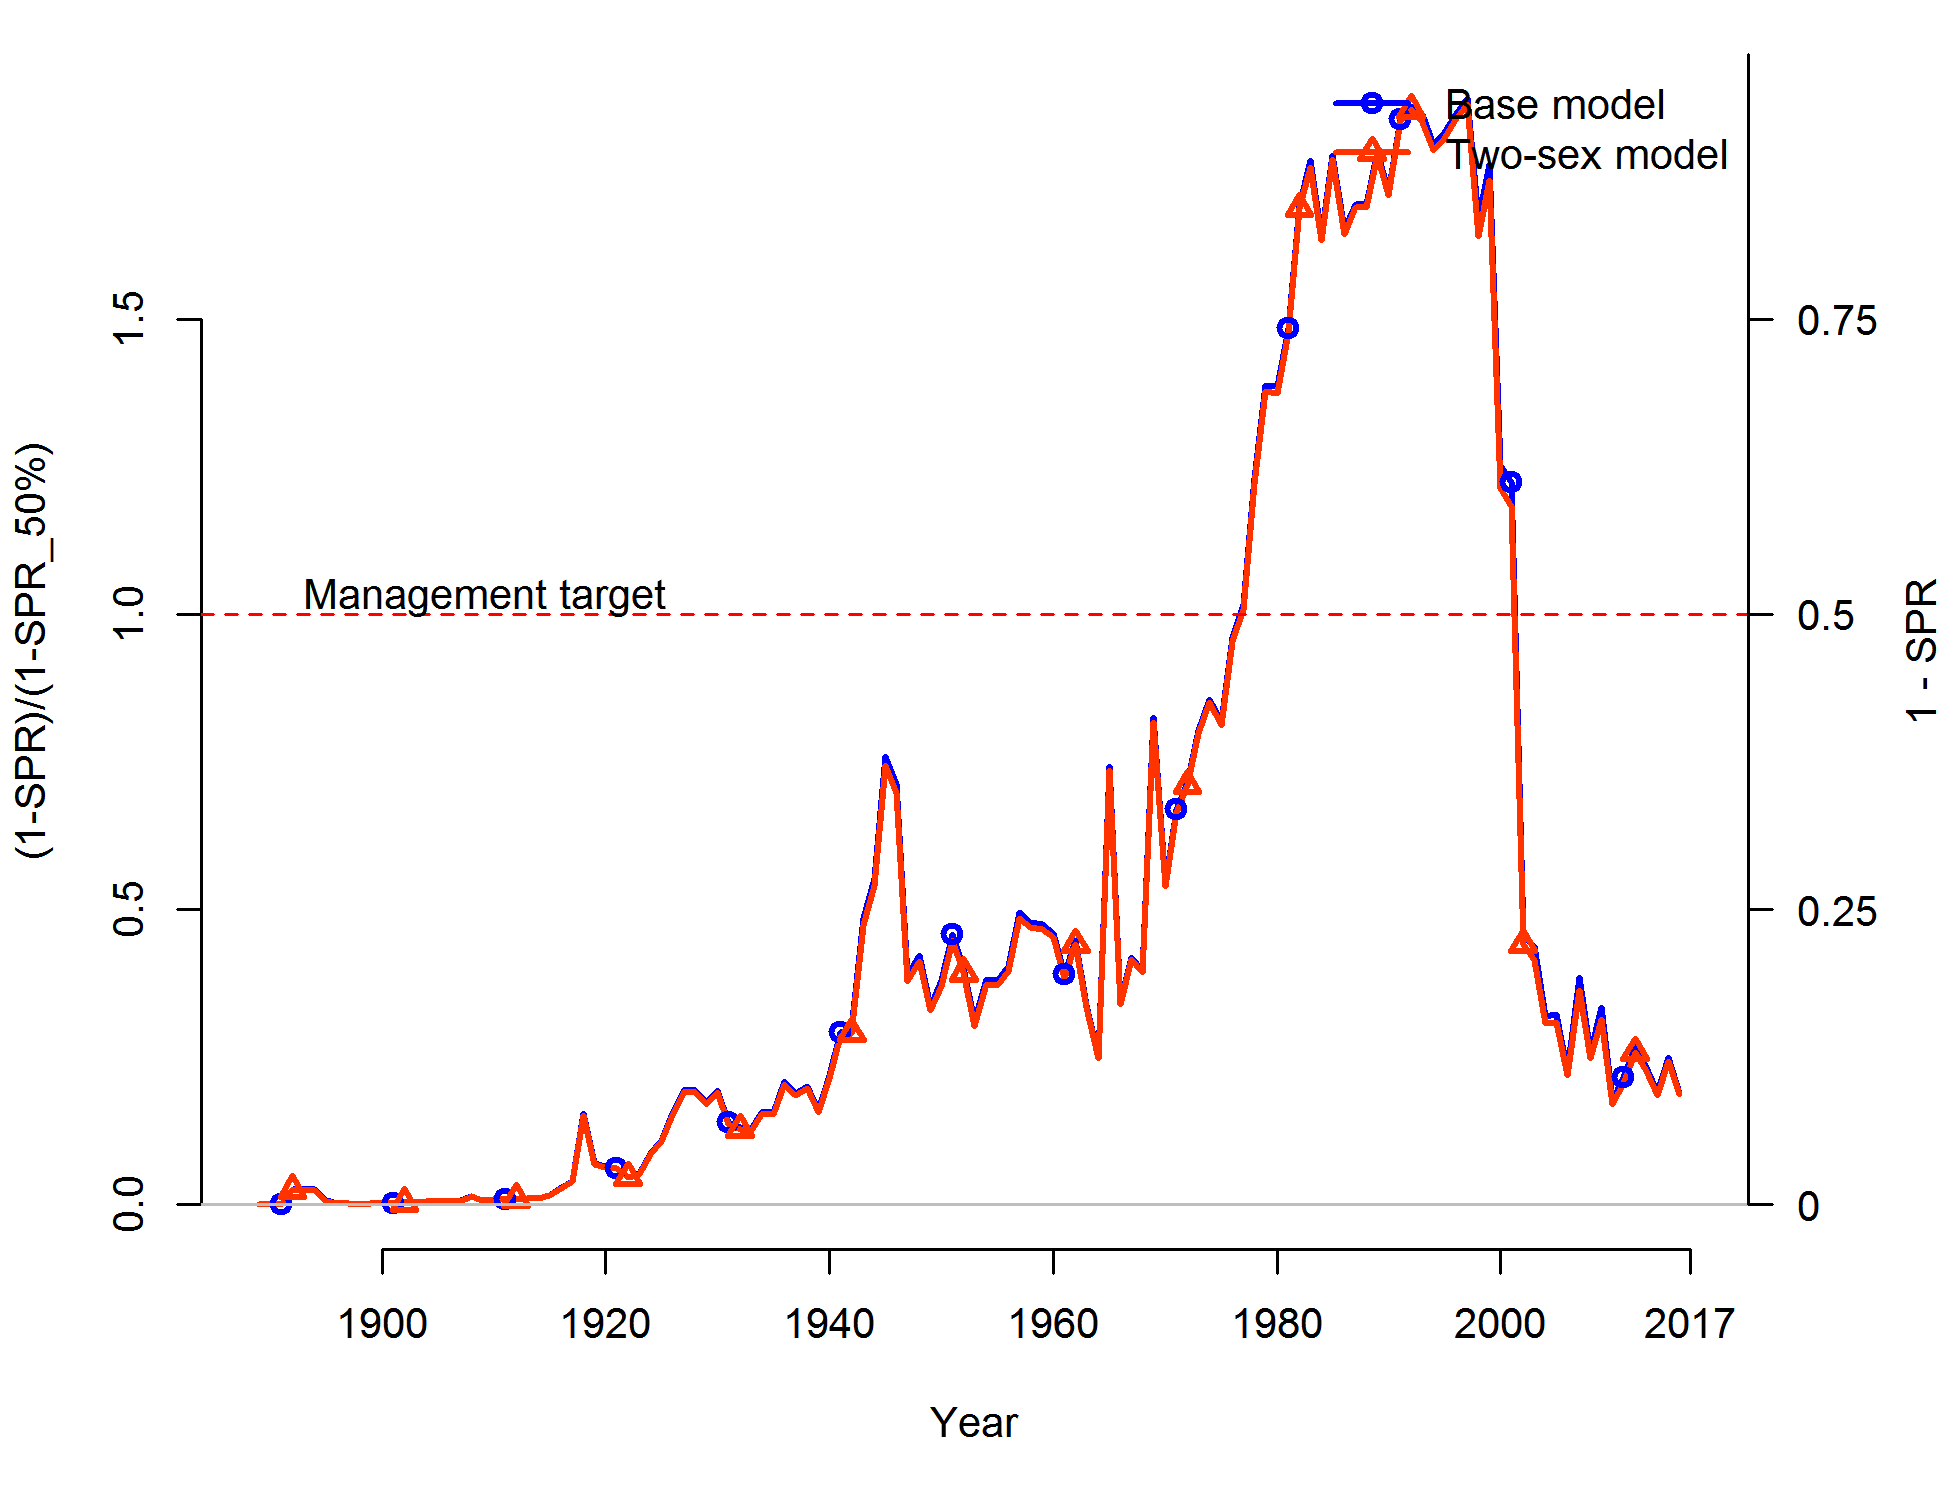 Base model
Two-sex model
Management target
(1-SPR)/(1-SPR_50%)
0.0
0.5
1.0
1.5
1 - SPR
0
0.25
0.5
0.75
1900
1920
1940
1960
1980
2000
2017
Year